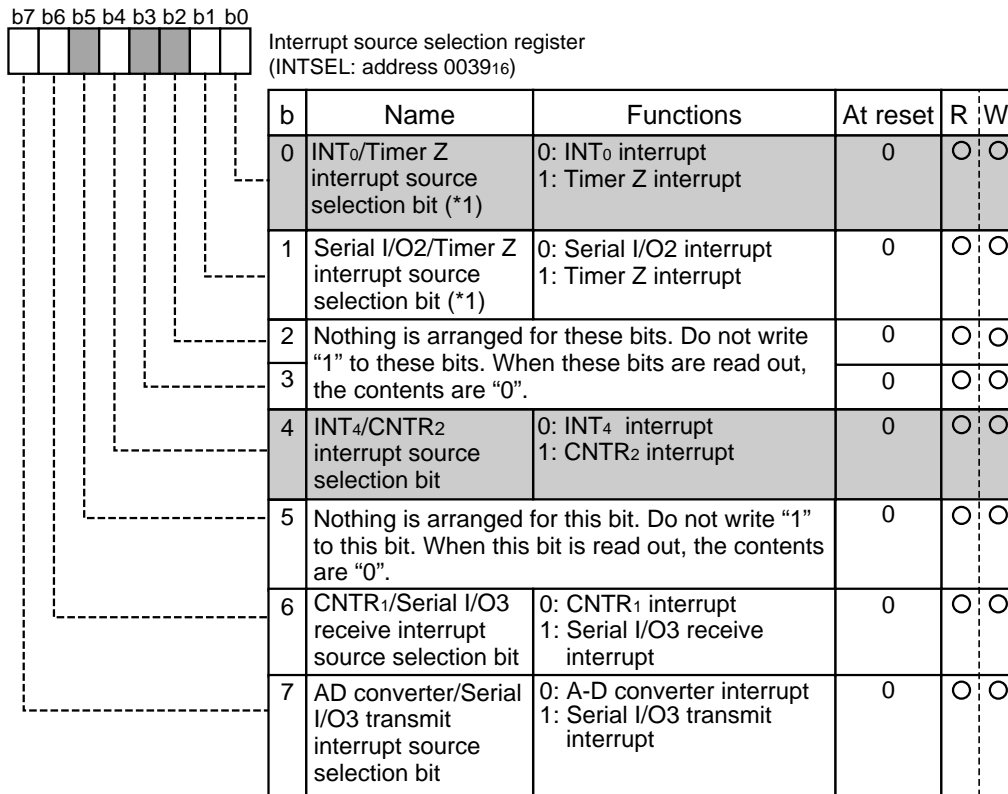 b7 b6 b5 b4 b3 b2 b1 b0
Interrupt source selection register
(INTSEL: address 003916)
b Name Functions At reset R W
0 INT0/Timer Z interrupt source selection bit (*1) 0: INT0 interrupt 1: Timer Z interrupt 0 O O
1 Serial I/O2/Timer Z interrupt source selection bit (*1) 0: Serial I/O2 interrupt 1: Timer Z interrupt 0 O O
2 Nothing is arranged for these bits. Do not write 0 O O
“1” to these bits. When these bits are read out,
3 the contents are “0”. 0 O O
4 INT4/CNTR2 interrupt source selection bit 0: INT4 interrupt 1: CNTR2 interrupt 0 O O
5 Nothing is arranged for this bit. Do not write “1” 0 O O
to this bit. When this bit is read out, the contents
are “0”.
6 CNTR1/Serial I/O3 receive interrupt source selection bit 0: CNTR1 interrupt 1: Serial I/O3 receive interrupt 0 O O
7 AD converter/Serial I/O3 transmit interrupt source selection bit 0: A-D converter interrupt 1: Serial I/O3 transmit interrupt 0 O O